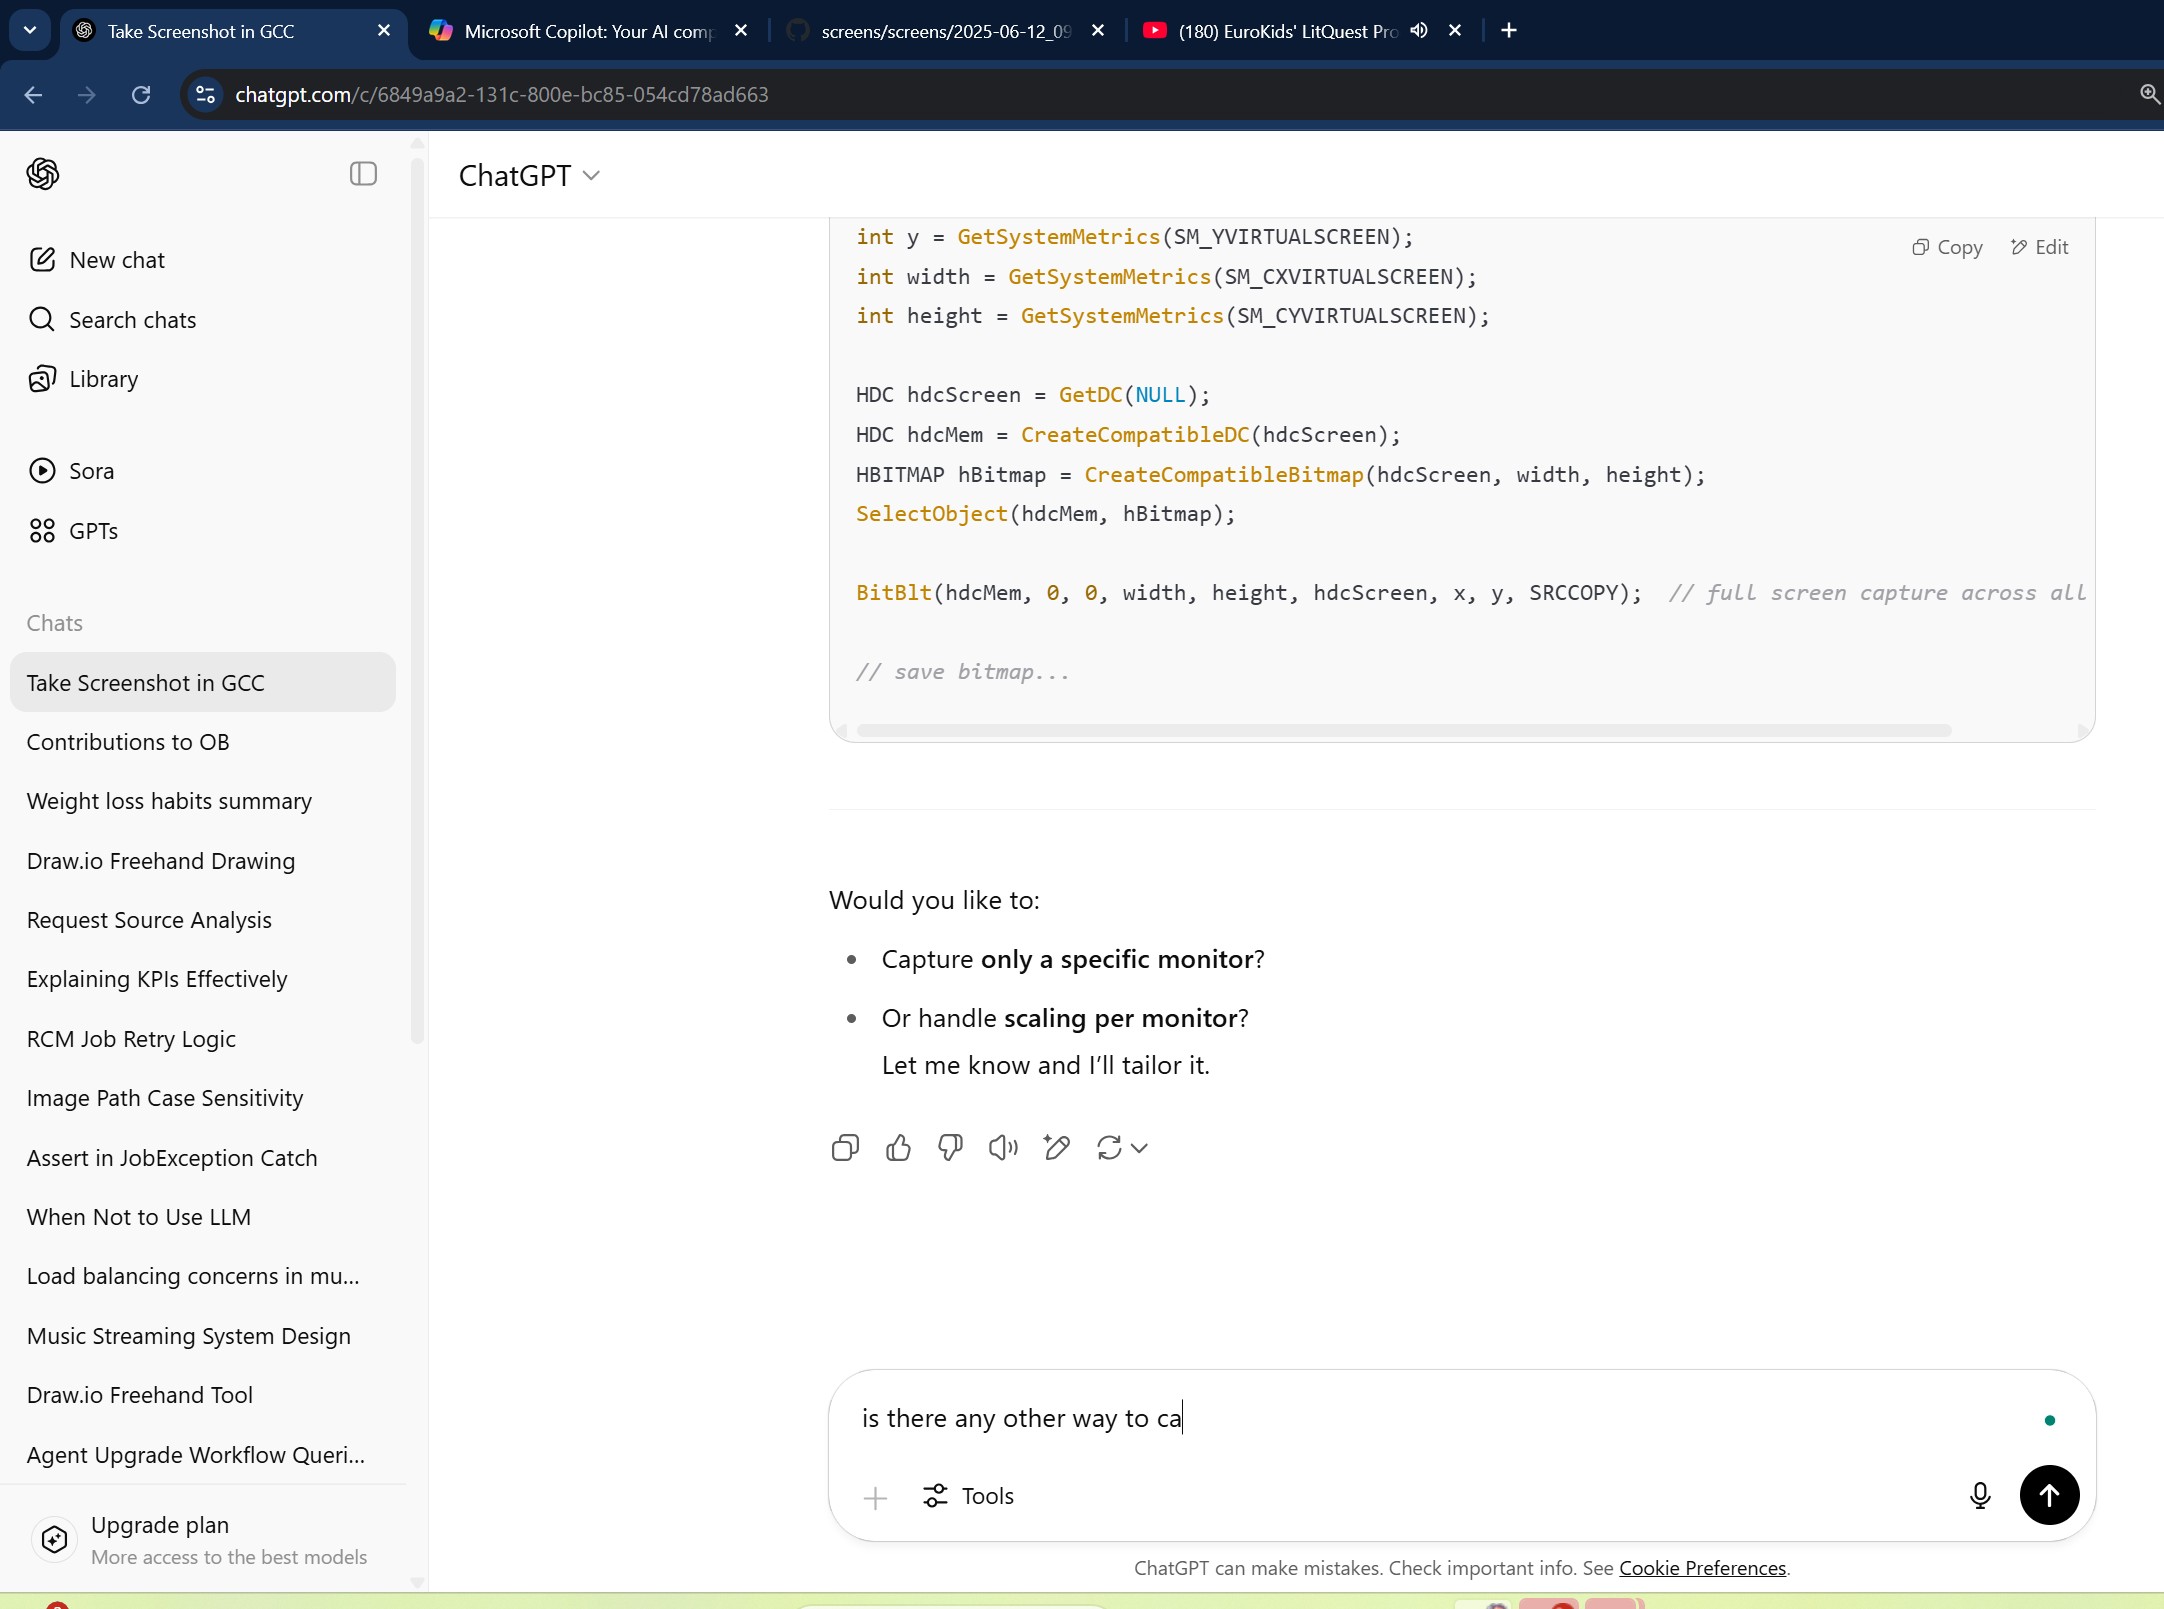 Take Screenshot in GCC
Microsoft Copilot: Your AI comp
screens/screens/2025-06-12_09
(180) EuroKids' LitQuest Pro
chatgpt.com/c/6849a9a2-131c-800e-bc85-054cd78ad663
New chat
Search chats
Library
Sora
GPTs
Chats
Take Screenshot in GCC
Contributions to OB
Weight loss habits summary
Draw.io Freehand Drawing
Request Source Analysis
Explaining KPIs Effectively
RCM Job Retry Logic
Image Path Case Sensitivity
Assert in JobException Catch
When Not to Use LLM
Load balancing concerns in mu...
Music Streaming System Design
Draw.io Freehand Tool
Agent Upgrade Workflow Queri...
Upgrade plan
More access to the best models
ChatGPT
Copy Edit
int y = GetSystemMetrics(SM_YVIRTUALSCREEN);
int width = GetSystemMetrics(SM_CXVIRTUALSCREEN);
int height = GetSystemMetrics(SM_CYVIRTUALSCREEN);
HDC hdcScreen = GetDC(NULL);
HDC hdcMem = CreateCompatibleDC(hdcScreen);
HBITMAP hBitmap = CreateCompatibleBitmap(hdcScreen, width, height);
SelectObject(hdcMem, hBitmap);
BitBlt(hdcMem, 0, 0, width, height, hdcScreen, x, y, SRCCOPY);  // full screen capture across all
// save bitmap...
Would you like to:
• Capture only a specific monitor?
• Or handle scaling per monitor?
Let me know and I'll tailor it.
is there any other way to ca
Tools
ChatGPT can make mistakes. Check important info. See Cookie Preferences.